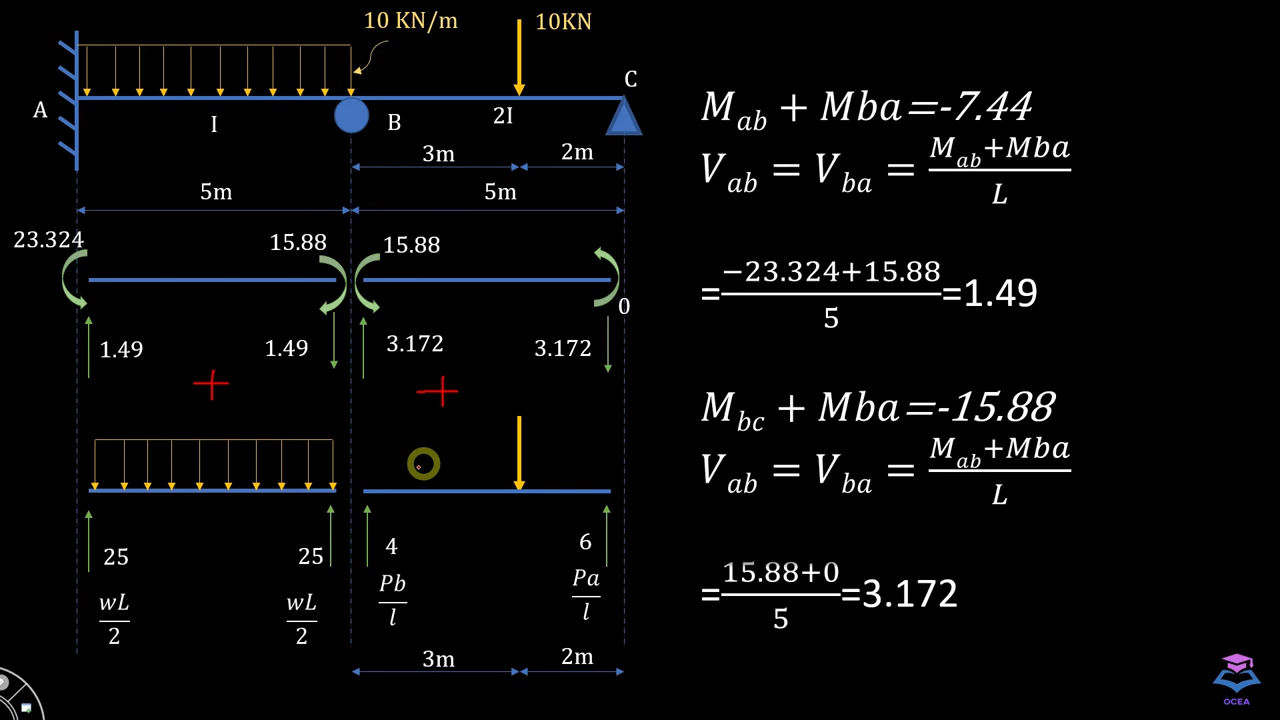 10 KN/m
10KN
C
A
I
B
2I
3m
2m
5m
5m
23.324
15.88
15.88
0
1.49
1.49
3.172
3.172
25
25
4
6
wL/2
wL/2
Pb/l
Pa/l
3m
2m
M_ab + Mba=-7.44
V_ab = V_ba = (M_ab+Mba)/L
=(−23.324+15.88)/5=1.49
M_bc + Mba=-15.88
V_ab = V_ba = (M_ab+Mba)/L
=(15.88+0)/5=3.172
OCEA